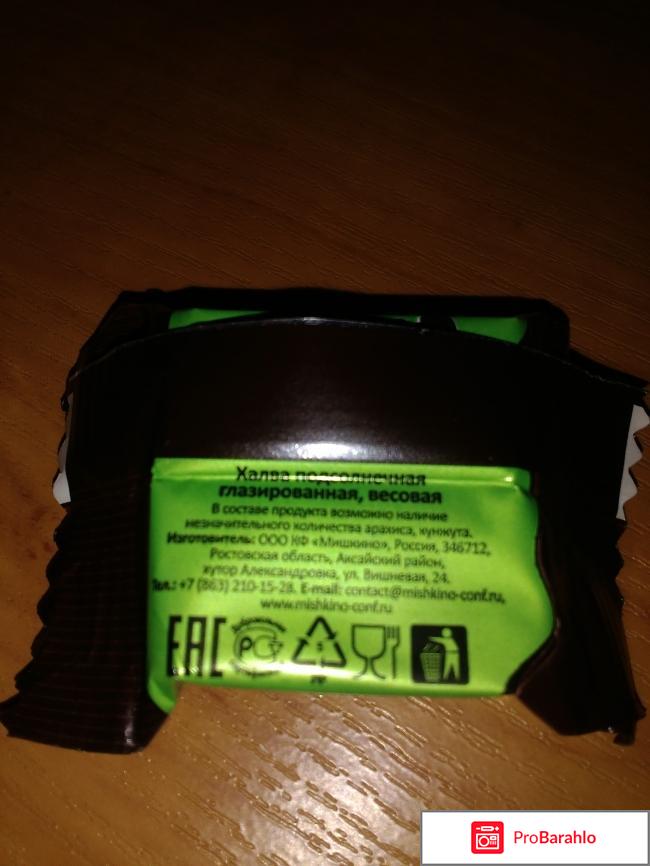 Халва подсолнечная
глазированная, весовая
В составе продукта возможно наличие
незначительного количества арахиса, кунжута.
Изготовитель: ООО КФ «Мишкино», Россия, 346712,
Ростовская область, Аксайский район,
хутор Александровка, ул. Вишневая, 24.
Тел.: +7 (863) 210-15-28. E-mail: contact@mishkino-conf.ru,
www.mishkino-conf.ru
EAC
РСТ
ProBarahlo